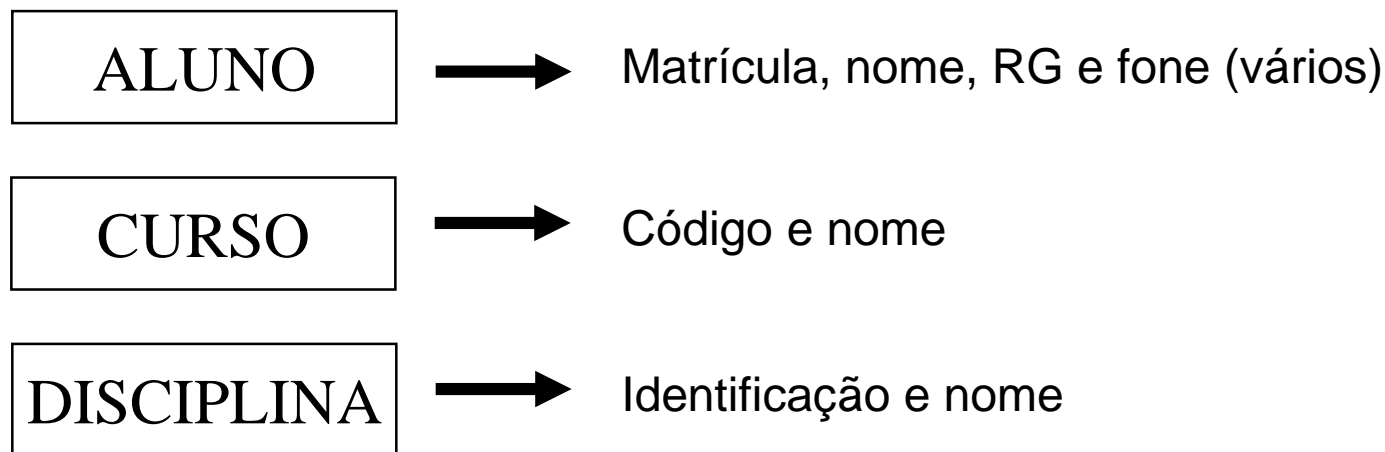 ALUNO Matrícula, nome, RG e fone (vários)
CURSO Código e nome
DISCIPLINA Identificação e nome